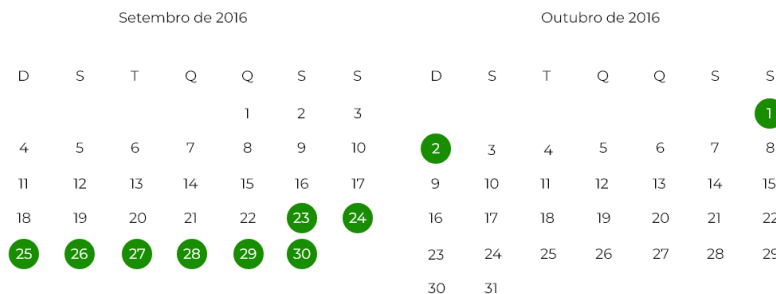 Setembro de 2016
D S T Q Q S S
1 2 3
4 5 6 7 8 9 10
11 12 13 14 15 16 17
18 19 20 21 22 23 24
25 26 27 28 29 30
Outubro de 2016
D S T Q Q S S
1
2 3 4 5 6 7 8
9 10 11 12 13 14 15
16 17 18 19 20 21 22
23 24 25 26 27 28 29
30 31